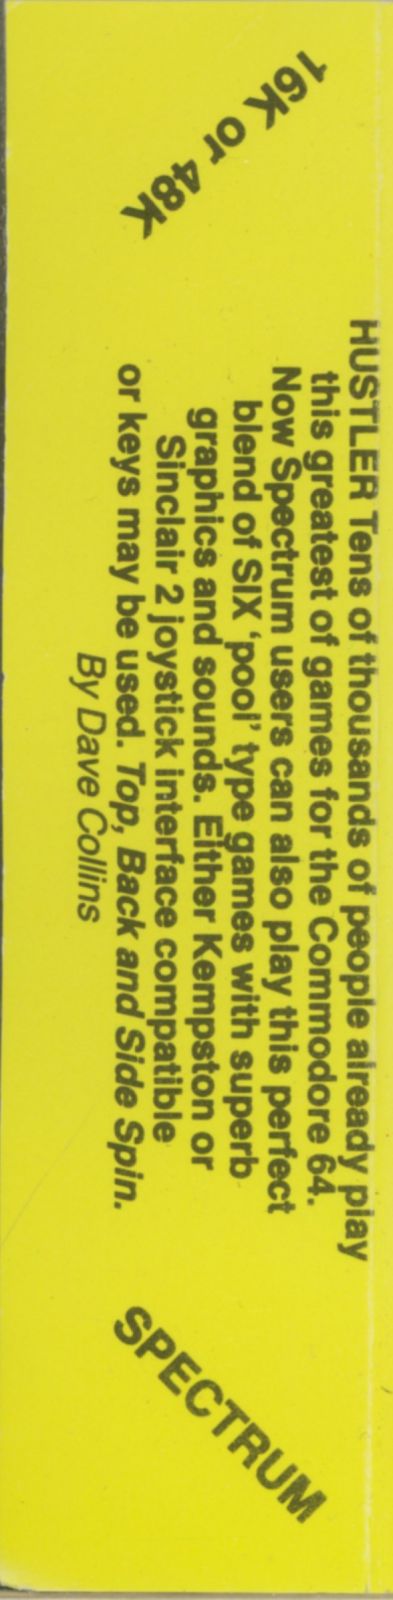 16K or 48K
HUSTLER Tens of thousands of people already play
this greatest of games for the Commodore 64.
Now Spectrum users can also play this perfect
blend of SIX 'pool' type games with superb
graphics and sounds. Either Kempston or
Sinclair 2 joystick interface compatible
or keys may be used. Top, Back and Side Spin.
By Dave Collins
SPECTRUM